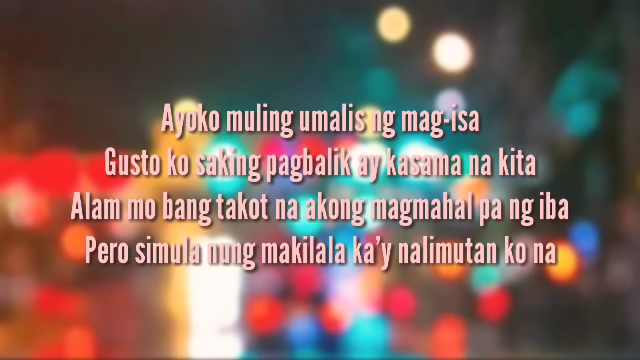 Ayoko muling umalis ng mag-isa
Gusto ko saking pagbalik ay kasama na kita
Alam mo bang takot na akong magmahal pa ng iba
Pero simula nung makilala ka'y nalimutan ko na